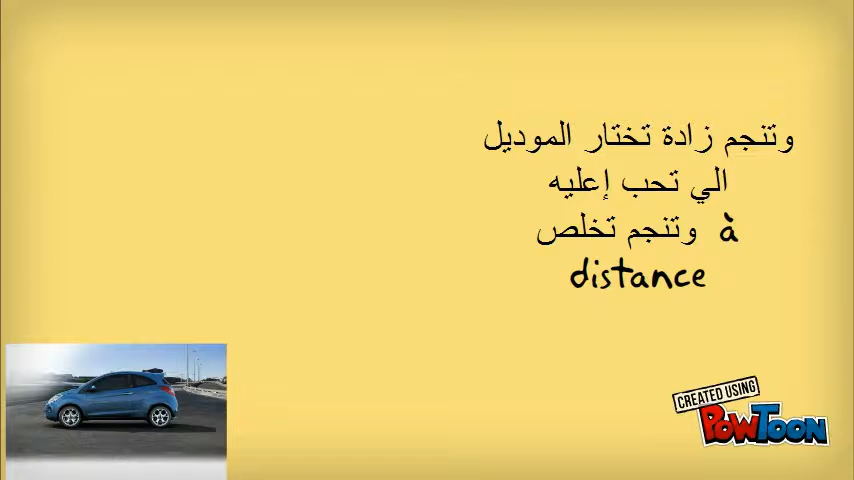 وتنجم زادة تختار الموديل
الي تحب إعليه
وتنجم تخلص à
distance
CREATED USING
POWTOON